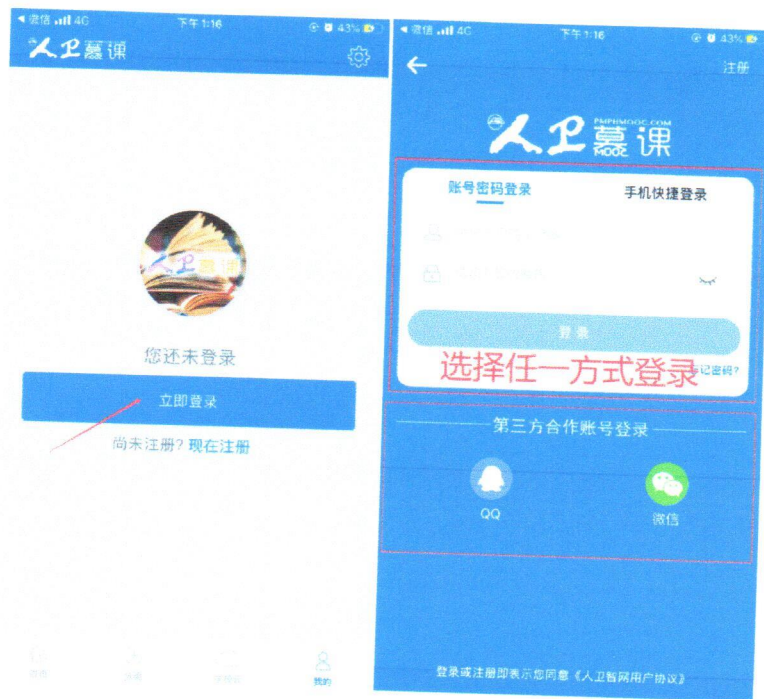 微信 4G 下午 1:16 43%
人卫慕课
人卫慕课
您还未登录
立即登录
尚未注册? 现在注册
我的
微信 4G 下午 1:16 43%
注册
PMPHMOOC.COM
人卫慕课
MOOC
账号密码登录 手机快捷登录
登录
选择任一方式登录
记密码?
第三方合作账号登录
QQ 微信
登录或注册即表示您同意《人卫智网用户协议》